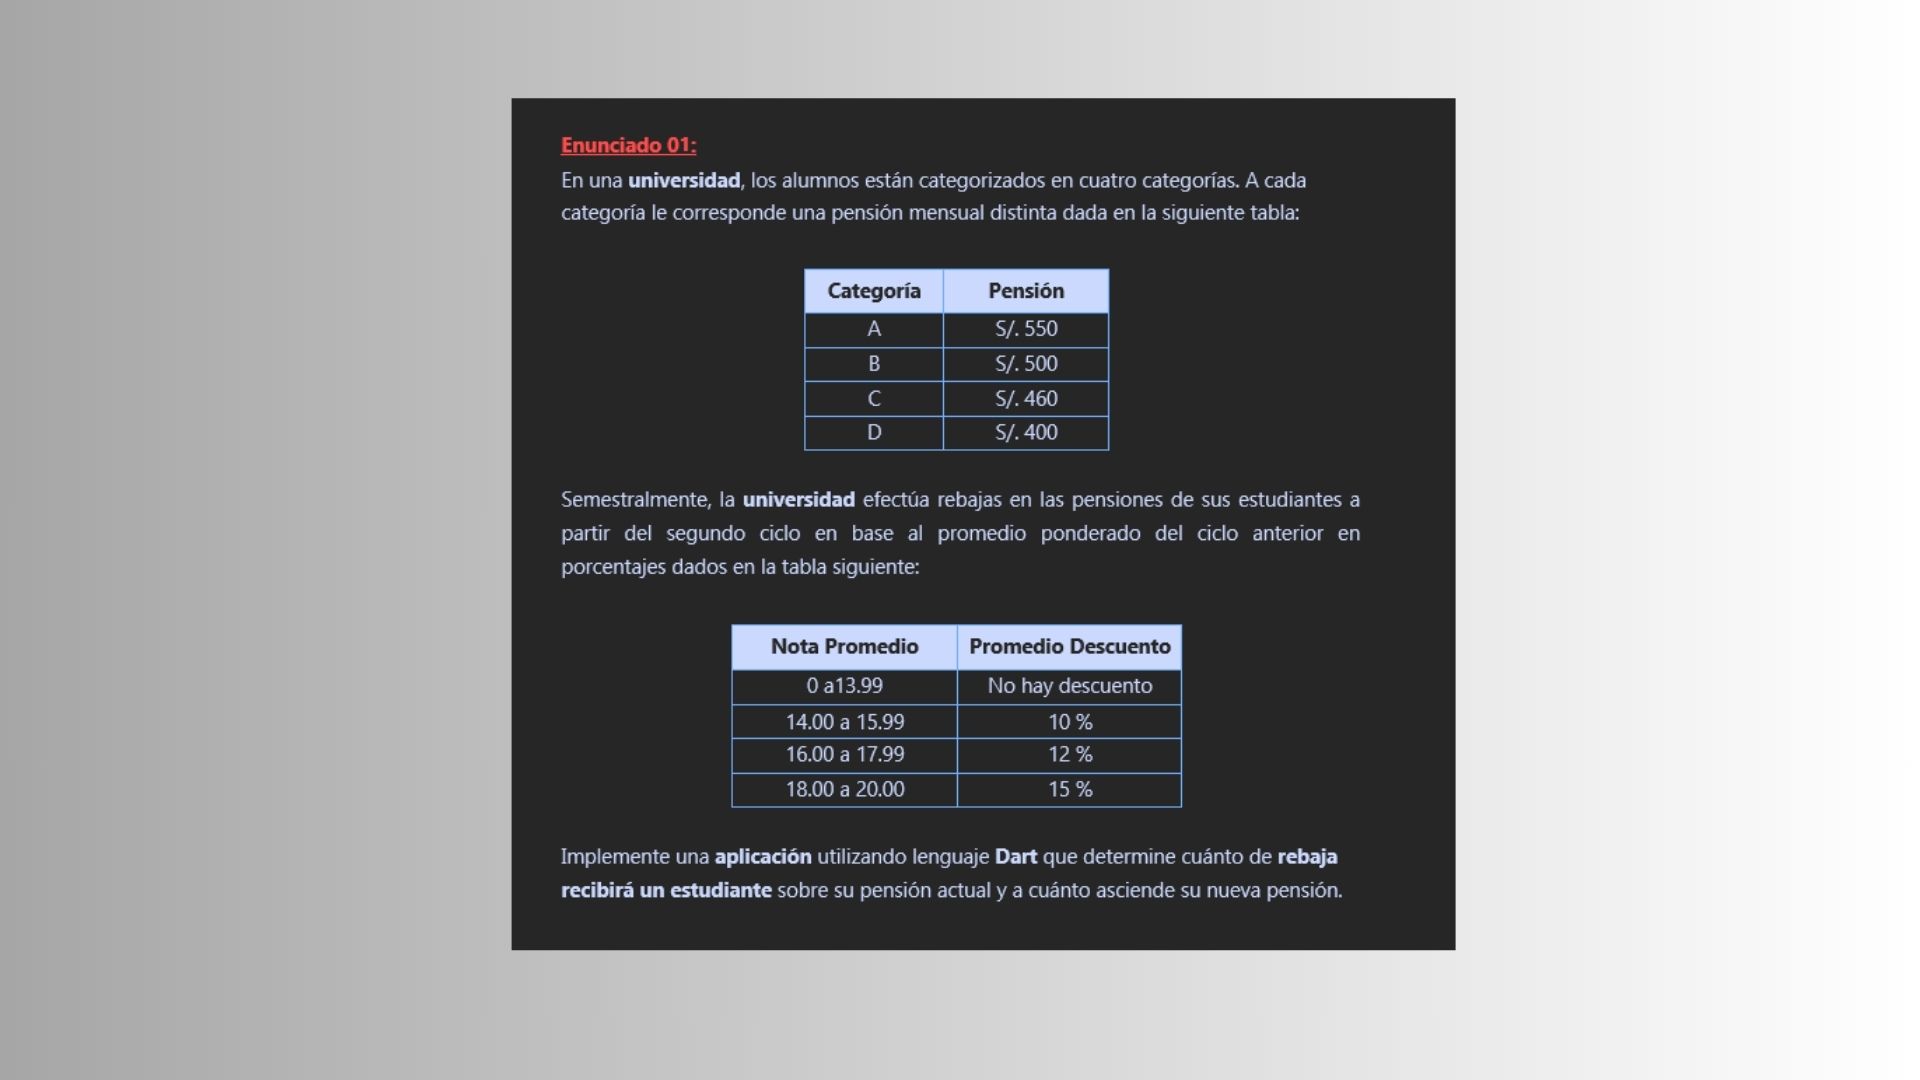 Enunciado 01:
En una universidad, los alumnos están categorizados en cuatro categorías. A cada
categoría le corresponde una pensión mensual distinta dada en la siguiente tabla:
Categoría Pensión
A S/. 550
B S/. 500
C S/. 460
D S/. 400
Semestralmente, la universidad efectúa rebajas en las pensiones de sus estudiantes a
partir del segundo ciclo en base al promedio ponderado del ciclo anterior en
porcentajes dados en la tabla siguiente:
Nota Promedio Promedio Descuento
0 a13.99 No hay descuento
14.00 a 15.99 10 %
16.00 a 17.99 12 %
18.00 a 20.00 15 %
Implemente una aplicación utilizando lenguaje Dart que determine cuánto de rebaja
recibirá un estudiante sobre su pensión actual y a cuánto asciende su nueva pensión.